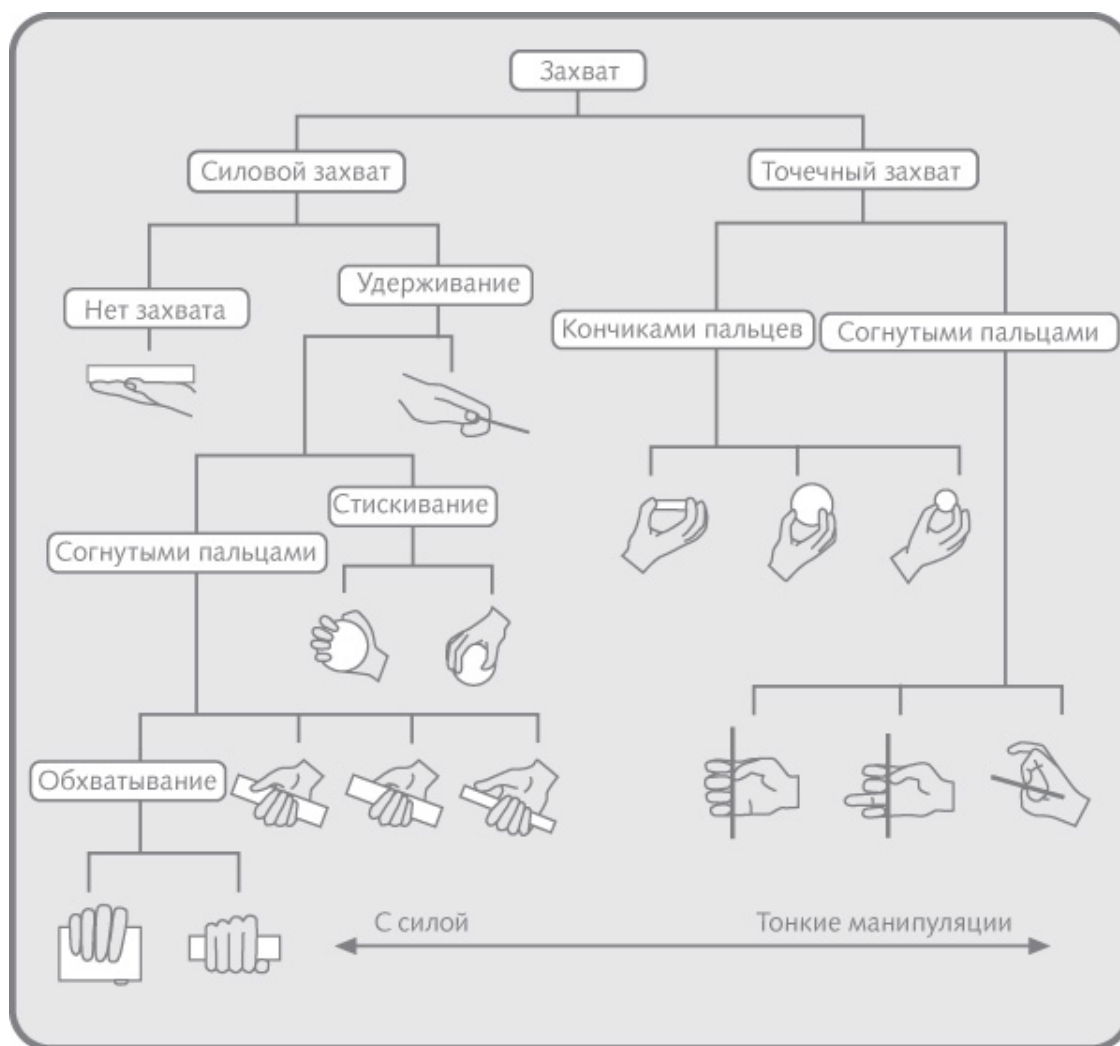 Захват
Силовой захват
Точечный захват
Удерживание
Нет захвата
Кончиками пальцев
Согнутыми пальцами
Стискивание
Согнутыми пальцами
Обхватывание
С силой
Тонкие манипуляции